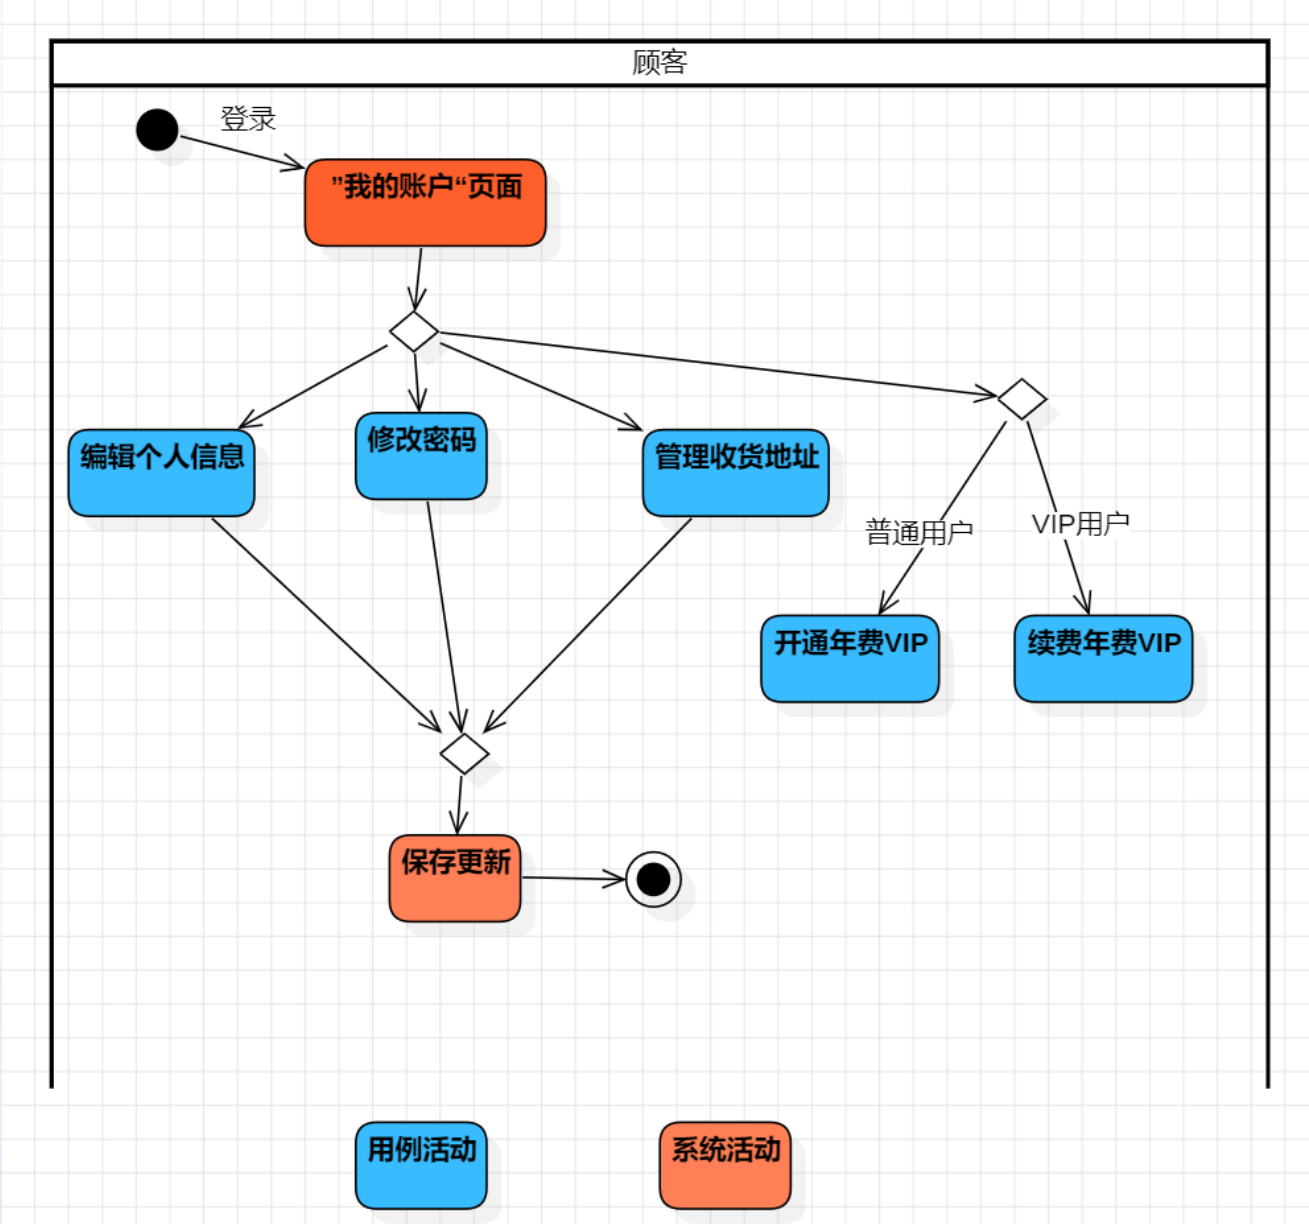 顾客
登录
”我的账户“页面
编辑个人信息
修改密码
管理收货地址
普通用户
VIP用户
开通年费VIP
续费年费VIP
保存更新
用例活动
系统活动